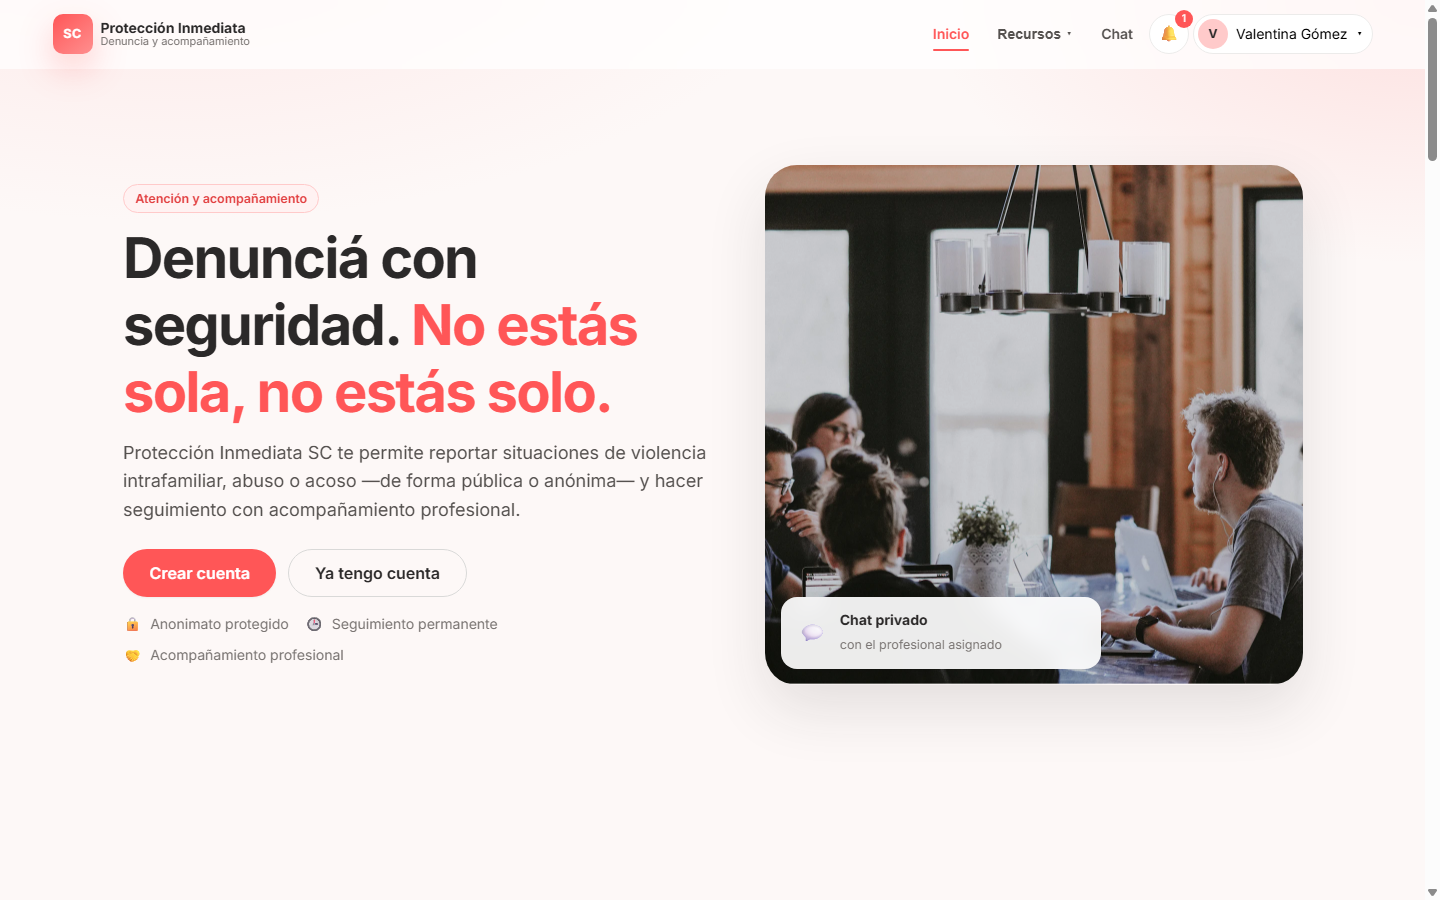 SC
Protección Inmediata
Denuncia y acompañamiento
Inicio
Recursos
Chat
1
V
Valentina Gómez
Atención y acompañamiento
Denunciá con
seguridad. No estás
sola, no estás solo.
Protección Inmediata SC te permite reportar situaciones de violencia
intrafamiliar, abuso o acoso —de forma pública o anónima— y hacer
seguimiento con acompañamiento profesional.
Crear cuenta
Ya tengo cuenta
Anonimato protegido
Seguimiento permanente
Acompañamiento profesional
Chat privado
con el profesional asignado